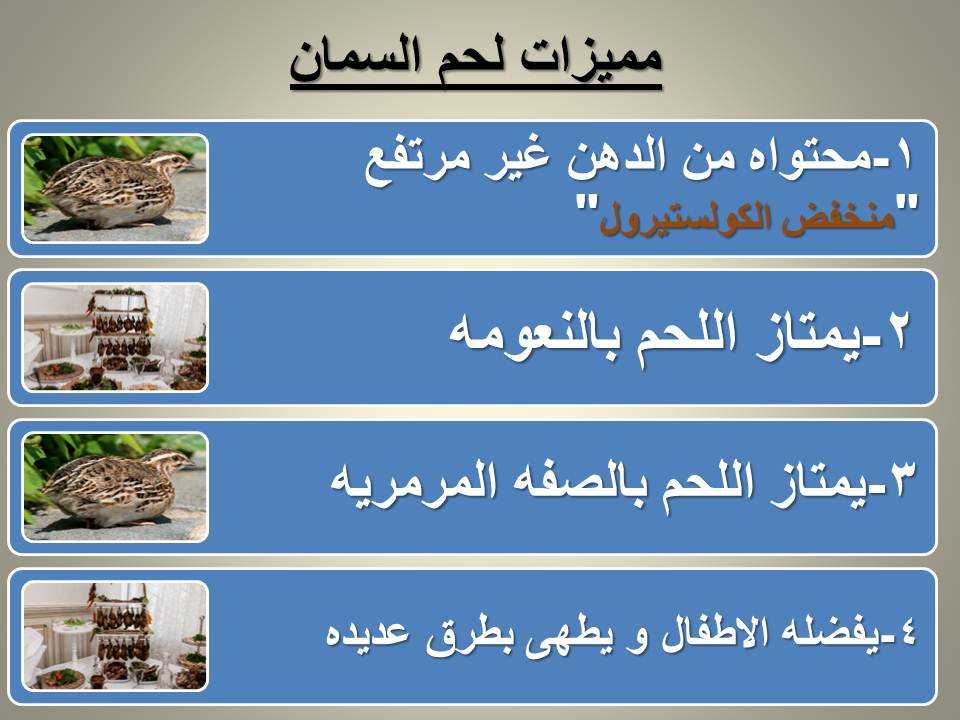 مميزات لحم السمان
١-محتواه من الدهن غير مرتفع
"منخفض الكولستيرول"
٢-يمتاز اللحم بالنعومه
٣-يمتاز اللحم بالصفه المرمريه
٤-يفضله الاطفال و يطهى بطرق عديده